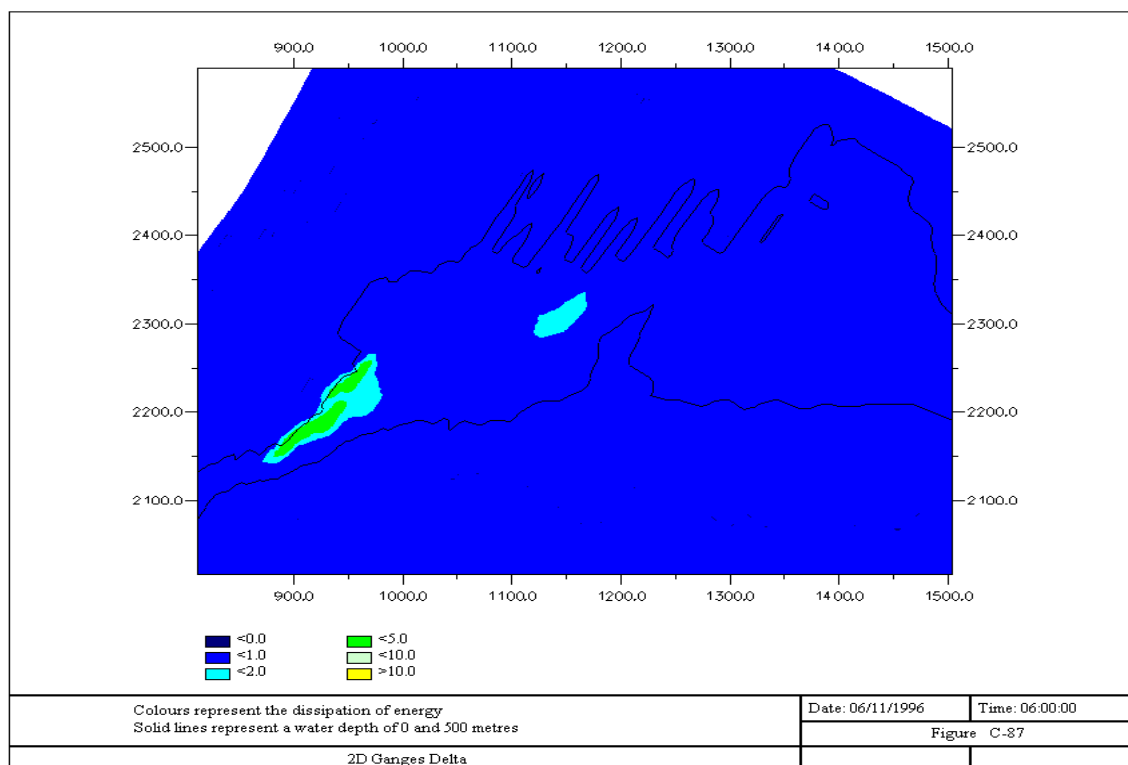 900.0 1000.0 1100.0 1200.0 1300.0 1400.0 1500.0
2500.0 2500.0
2400.0 2400.0
2300.0 2300.0
2200.0 2200.0
2100.0 2100.0
900.0 1000.0 1100.0 1200.0 1300.0 1400.0 1500.0
<0.0 <5.0
<1.0 <10.0
<2.0 >10.0
Colours represent the dissipation of energy
Solid lines represent a water depth of 0 and 500 metres
Date: 06/11/1996 Time: 06:00:00
Figure C-87
2D Ganges Delta